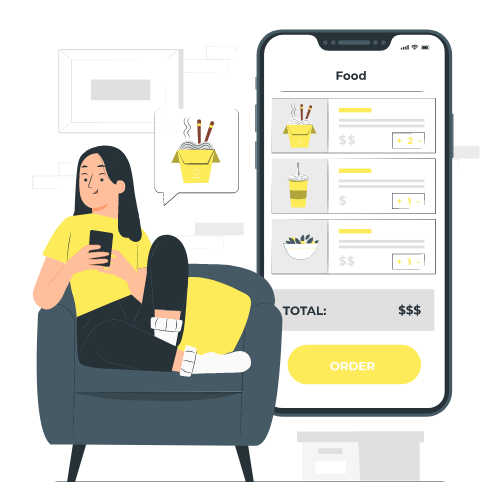 Food
$$
+ 2 -
$
+ 1 -
$$
+ 1 -
TOTAL: $$$
ORDER